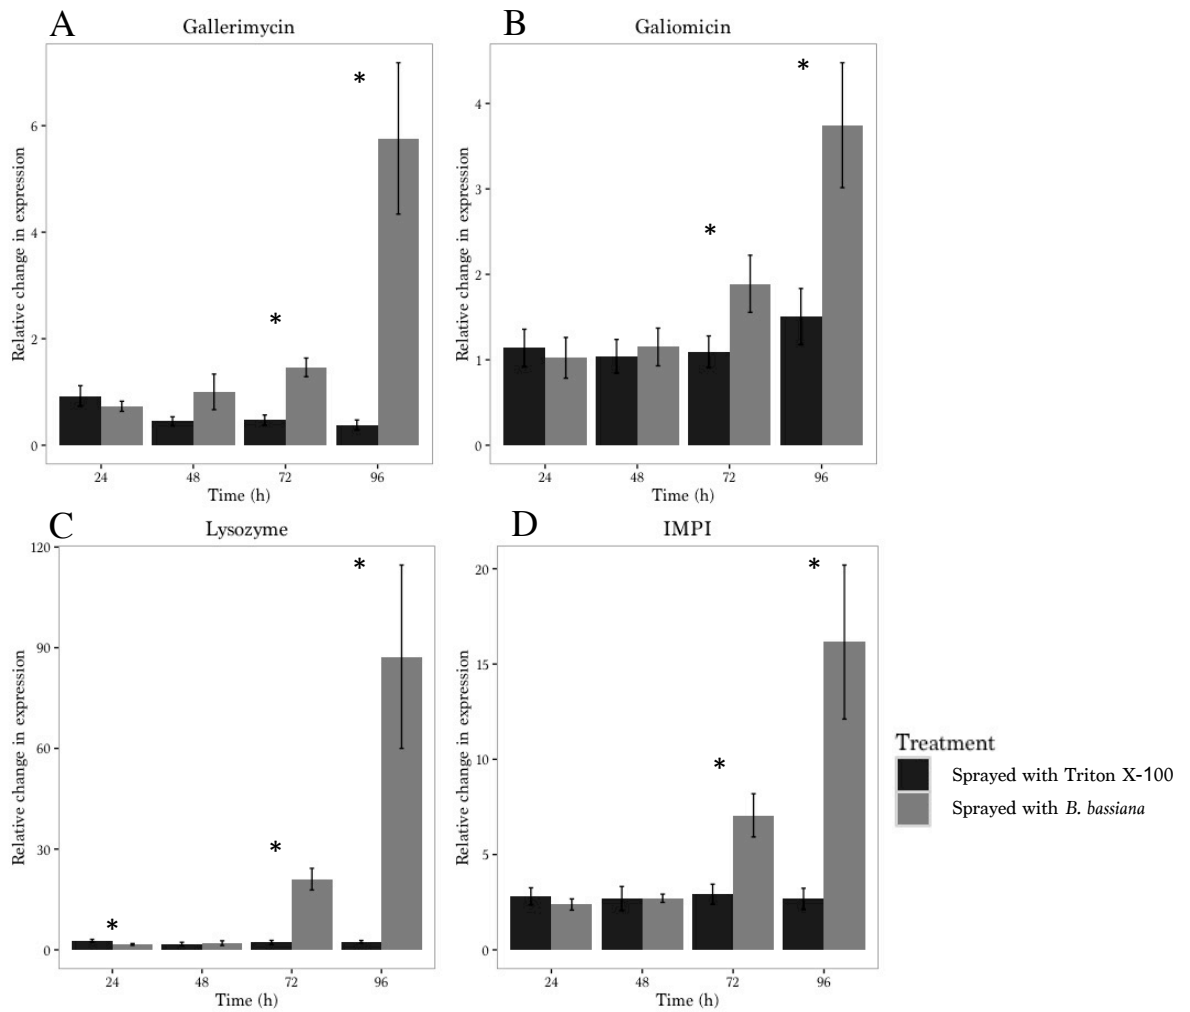 A
Gallerymicin
B
Galiomicin
Relative change in expression
6
4
2
0
*
*
24
48
72
96
Time (h)
Relative change in expression
4
3
2
1
0
*
*
24
48
72
96
Time (h)
C
Lysozyme
D
IMPI
Relative change in expression
120
90
60
30
0
*
*
*
24
48
72
96
Time (h)
Relative change in expression
20
15
10
5
0
*
*
24
48
72
96
Time (h)
Treatment
Sprayed with Triton X-100
Sprayed with B. bassiana